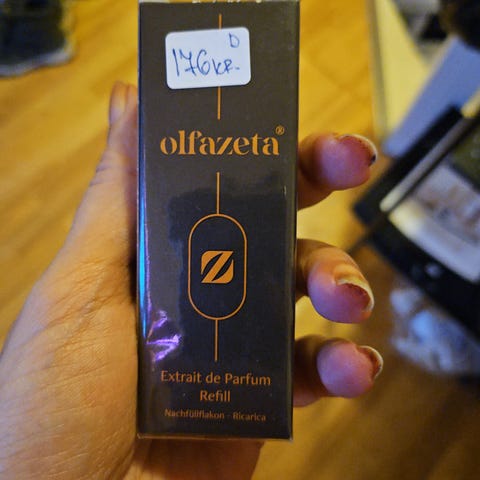 D
176kr.
olfazeta®
Z
Extrait de Parfum
Refill
Nachfüllflakon - Ricarica